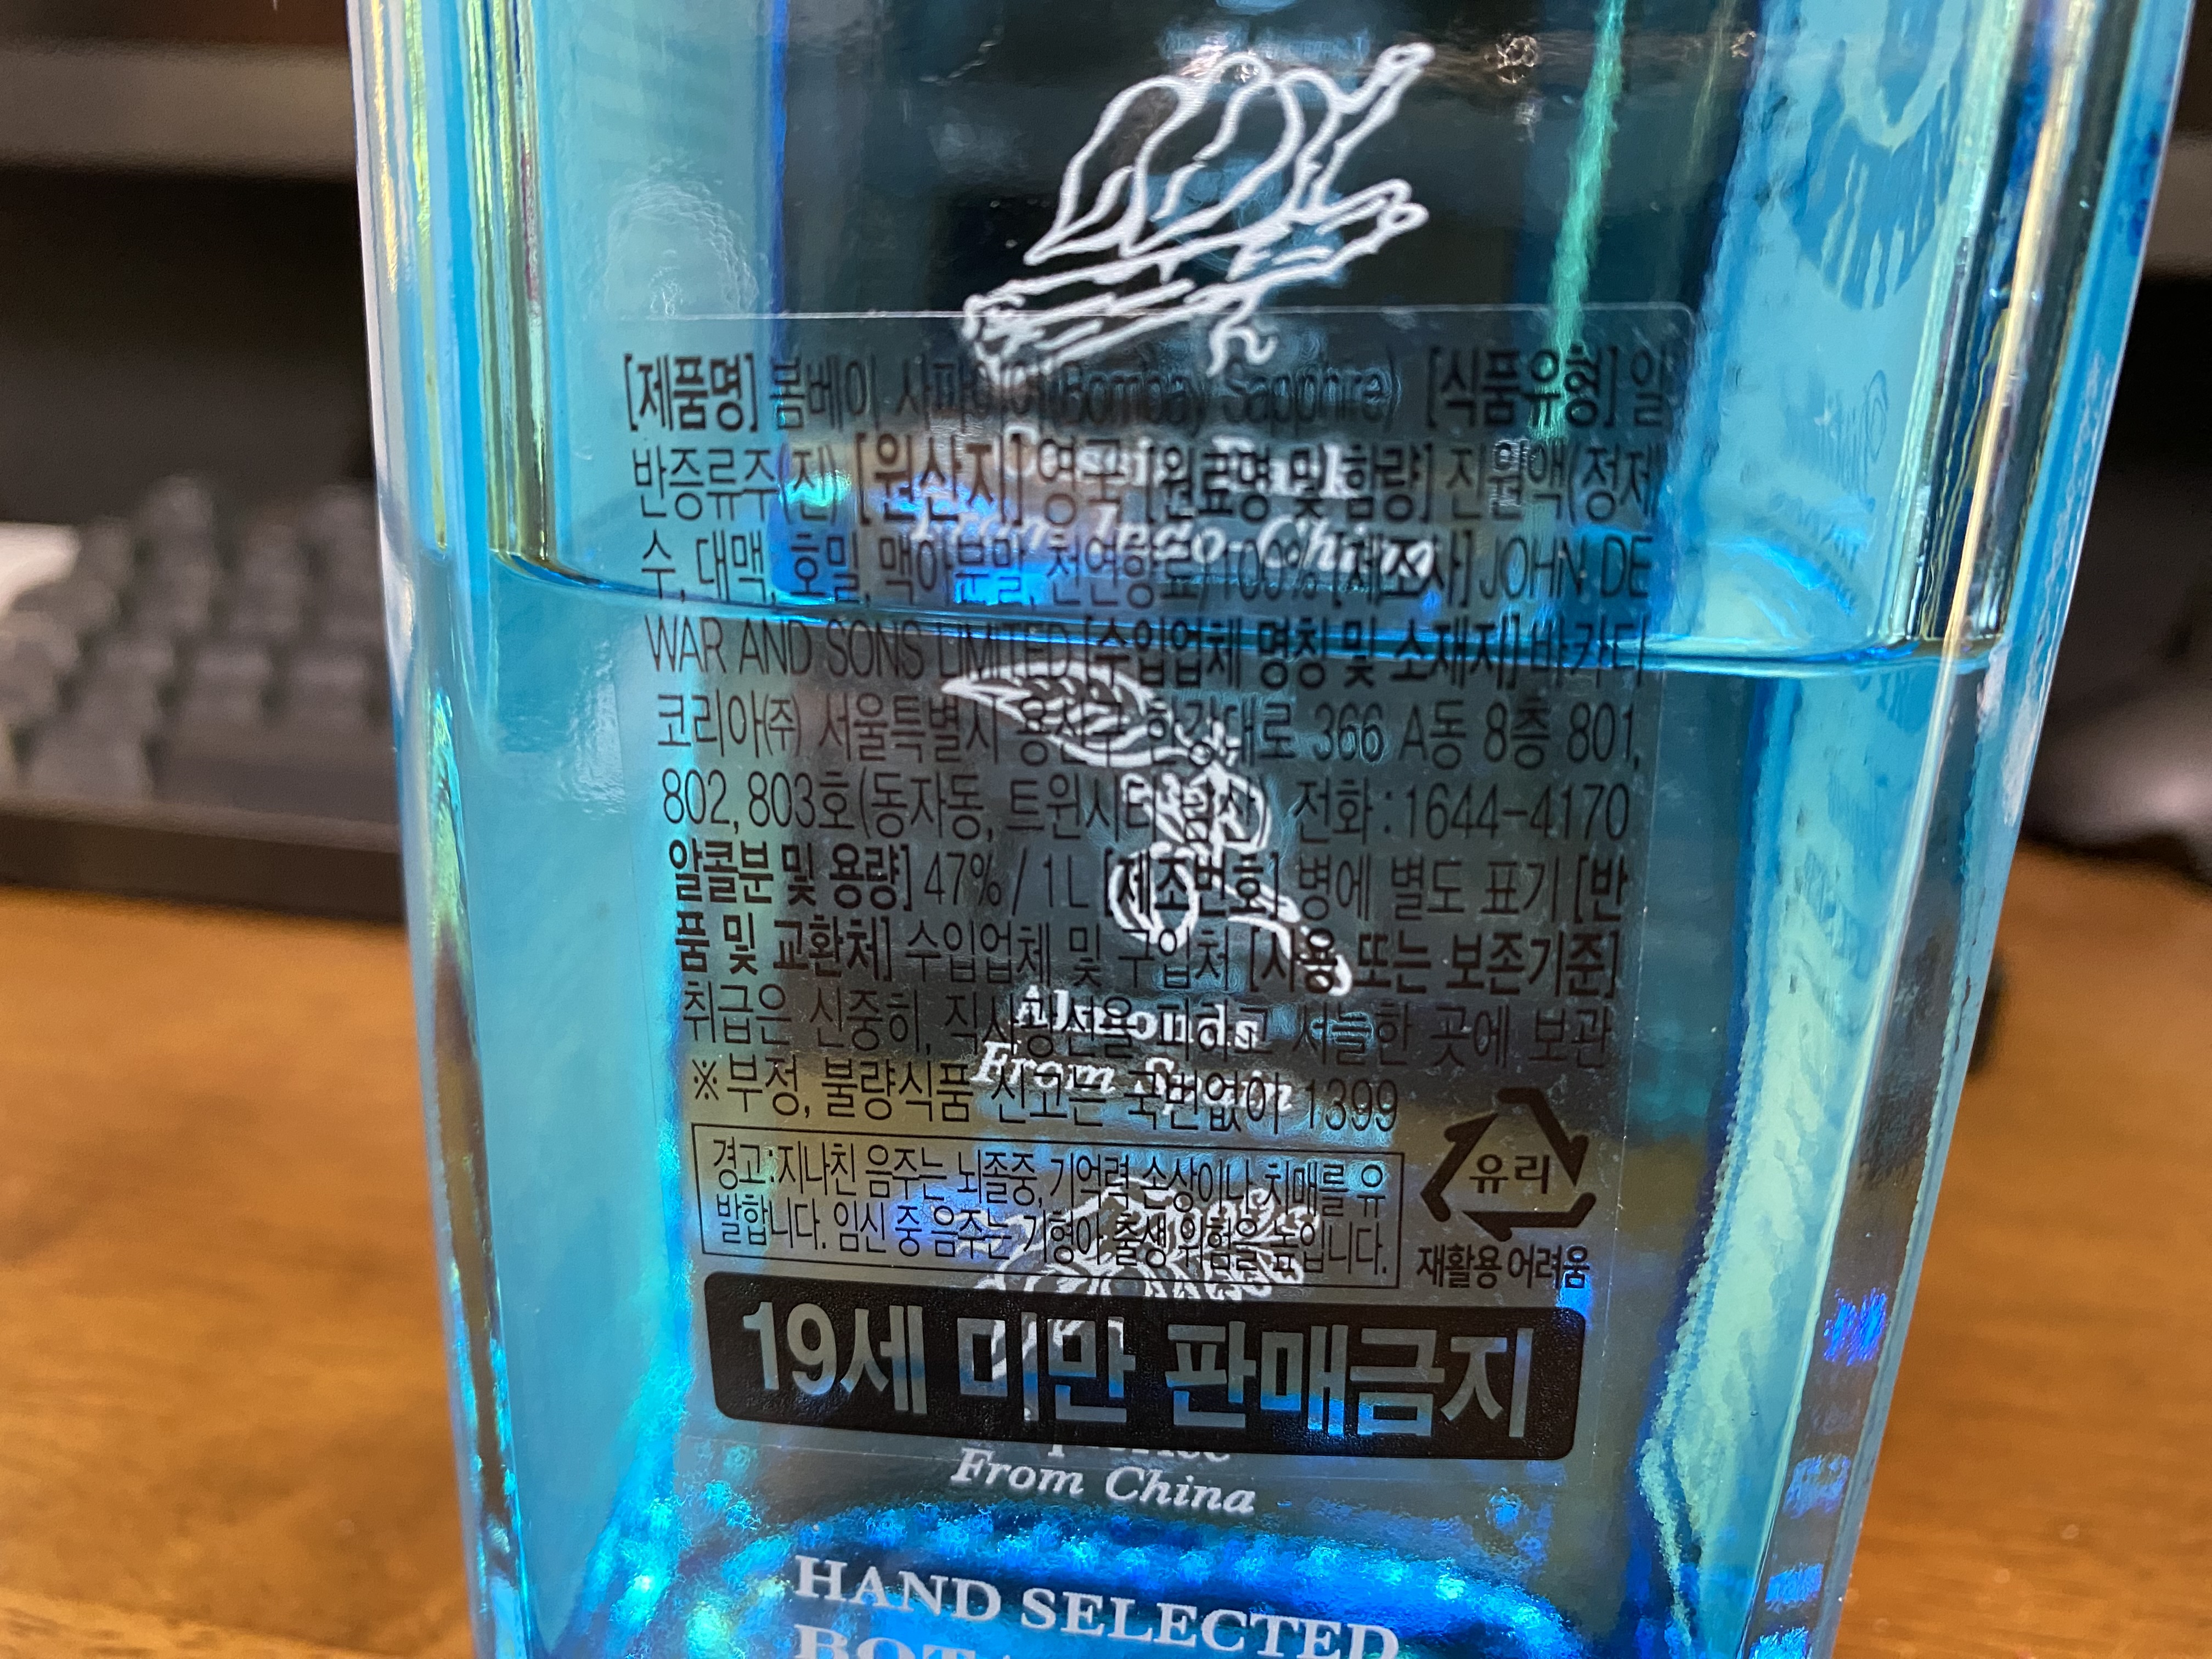 [제품명] 봄베이 사파이어(Bombay Sapphire) [식품유형] 일
반증류주(진) [원산지] 영국 [원료명 및 함량] 진원액(정제
수, 대맥, 호밀, 맥아분말, 천연향료) 100% [제조사] JOHN DE
WAR AND SONS LIMITED [수입업체 명칭 및 소재지] 바카디
코리아(주) 서울특별시 용산구 한강대로 366 A동 8층 801,
802, 803호(동자동, 트윈시티 남산) 전화 : 1644-4170
알콜분 및 용량] 47% / 1L [제조번호] 병에 별도 표기 [반
품 및 교환처] 수입업체 및 구입처 [사용 또는 보존기준]
취급은 신중히, 직사광선을 피하고 서늘한 곳에 보관
※부정, 불량식품 신고는 국번없이 1399
경고:지나친 음주는 뇌졸중, 기억력 손상이나 치매를 유
발합니다. 임신 중 음주는 기형아 출생 위험을 높입니다.
유리
재활용 어려움
19세 미만 판매금지
Cassia Bark
From Indo-China
Almonds
From Spain
From China
HAND SELECTED